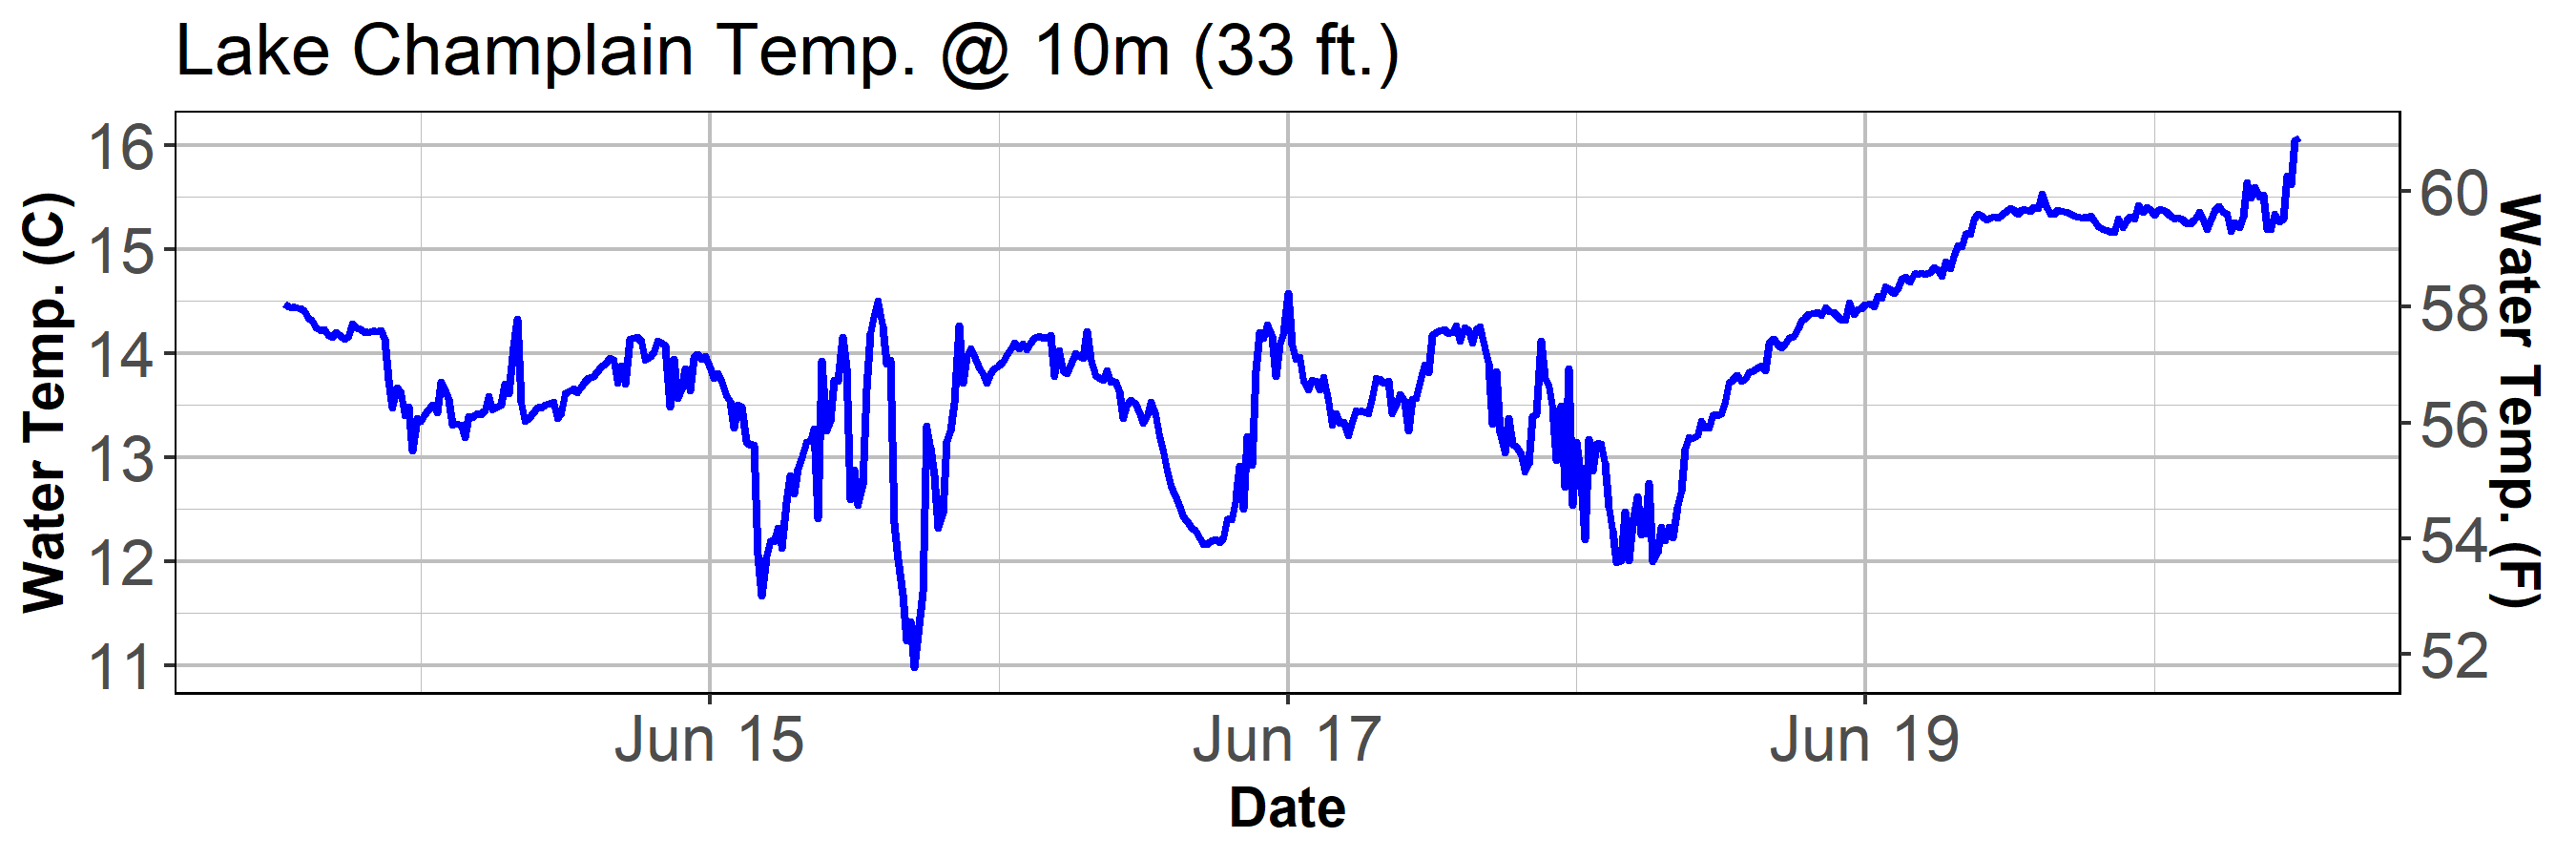 Lake Champlain Temp. @ 10m (33 ft.)
Water Temp. (C)
16
15
14
13
12
11
60
58
56
54
52
Water Temp. (F)
Jun 15
Jun 17
Jun 19
Date